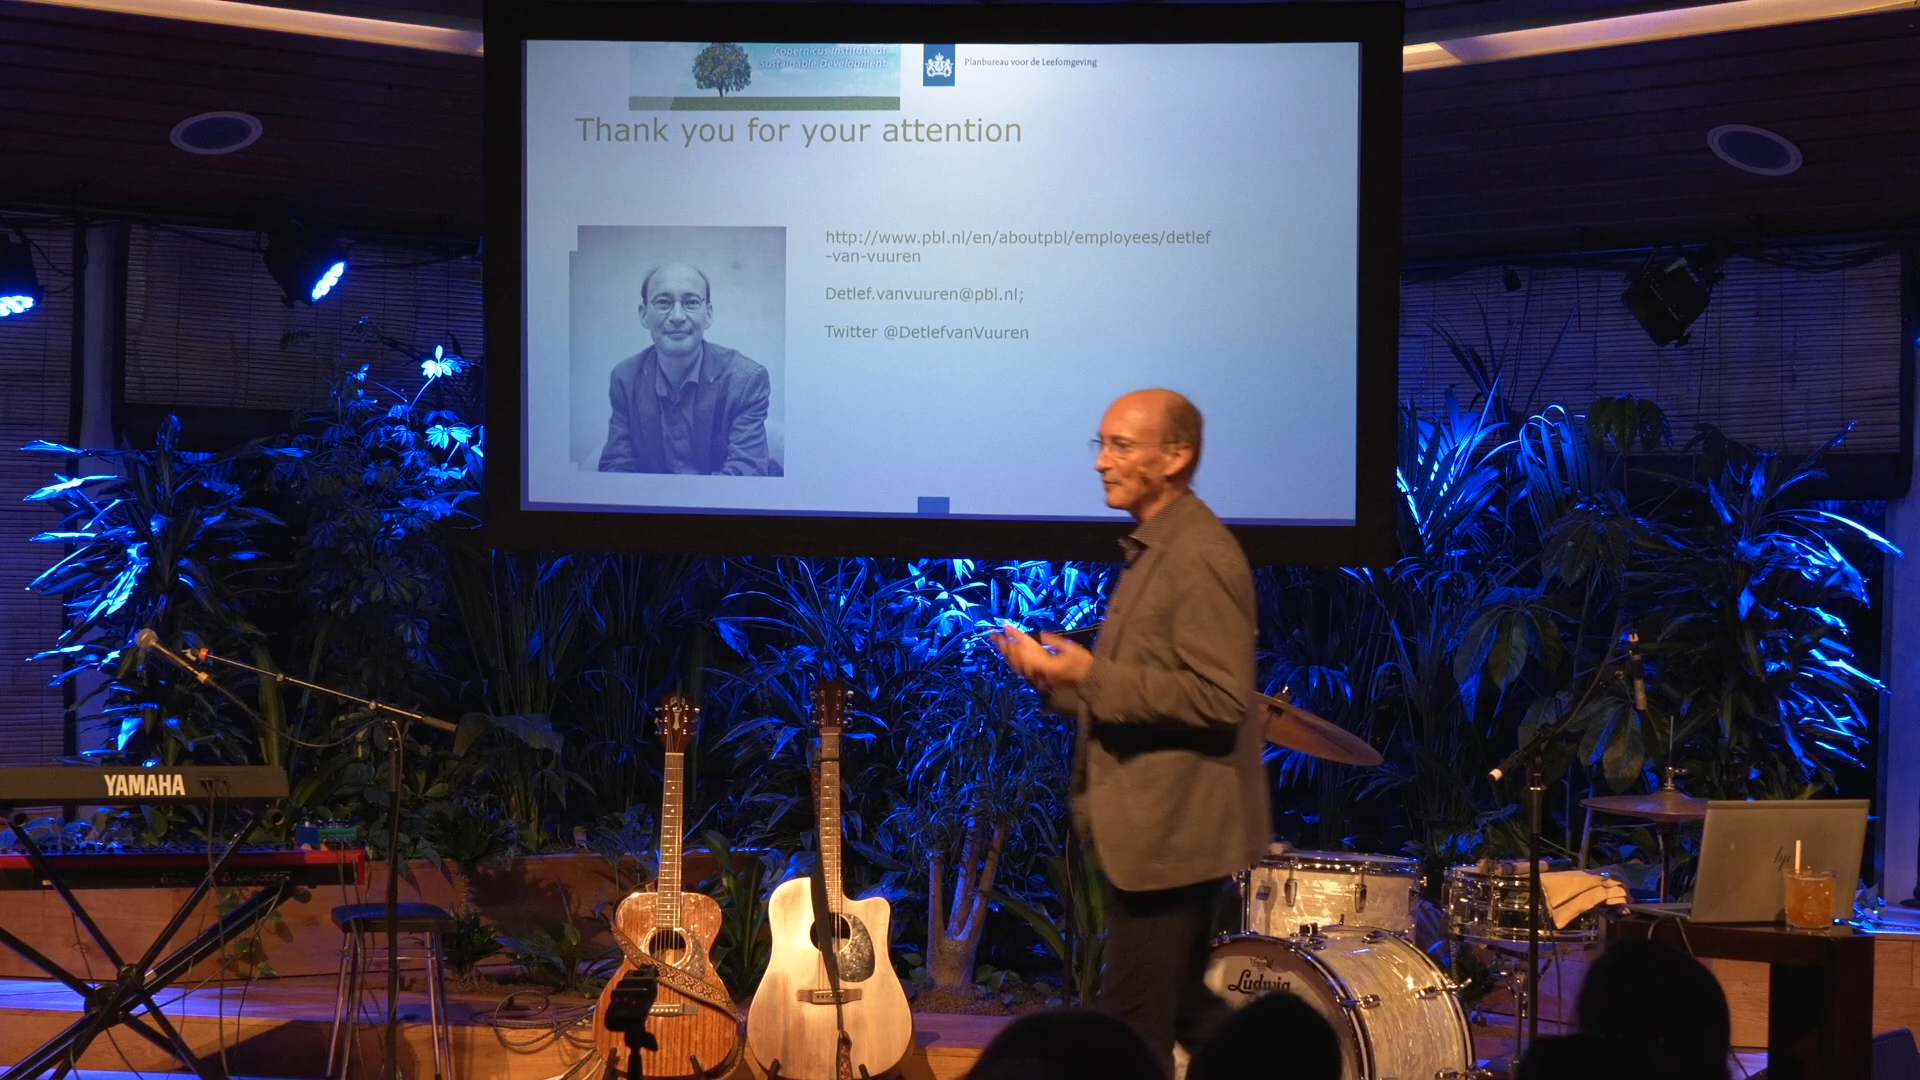 Copernicus Institute of
Sustainable Development
Planbureau voor de Leefomgeving
Thank you for your attention
http://www.pbl.nl/en/aboutpbl/employees/detlef
-van-vuuren
Detlef.vanvuuren@pbl.nl;
Twitter @DetlefvanVuuren
YAMAHA
hp
Ludwig